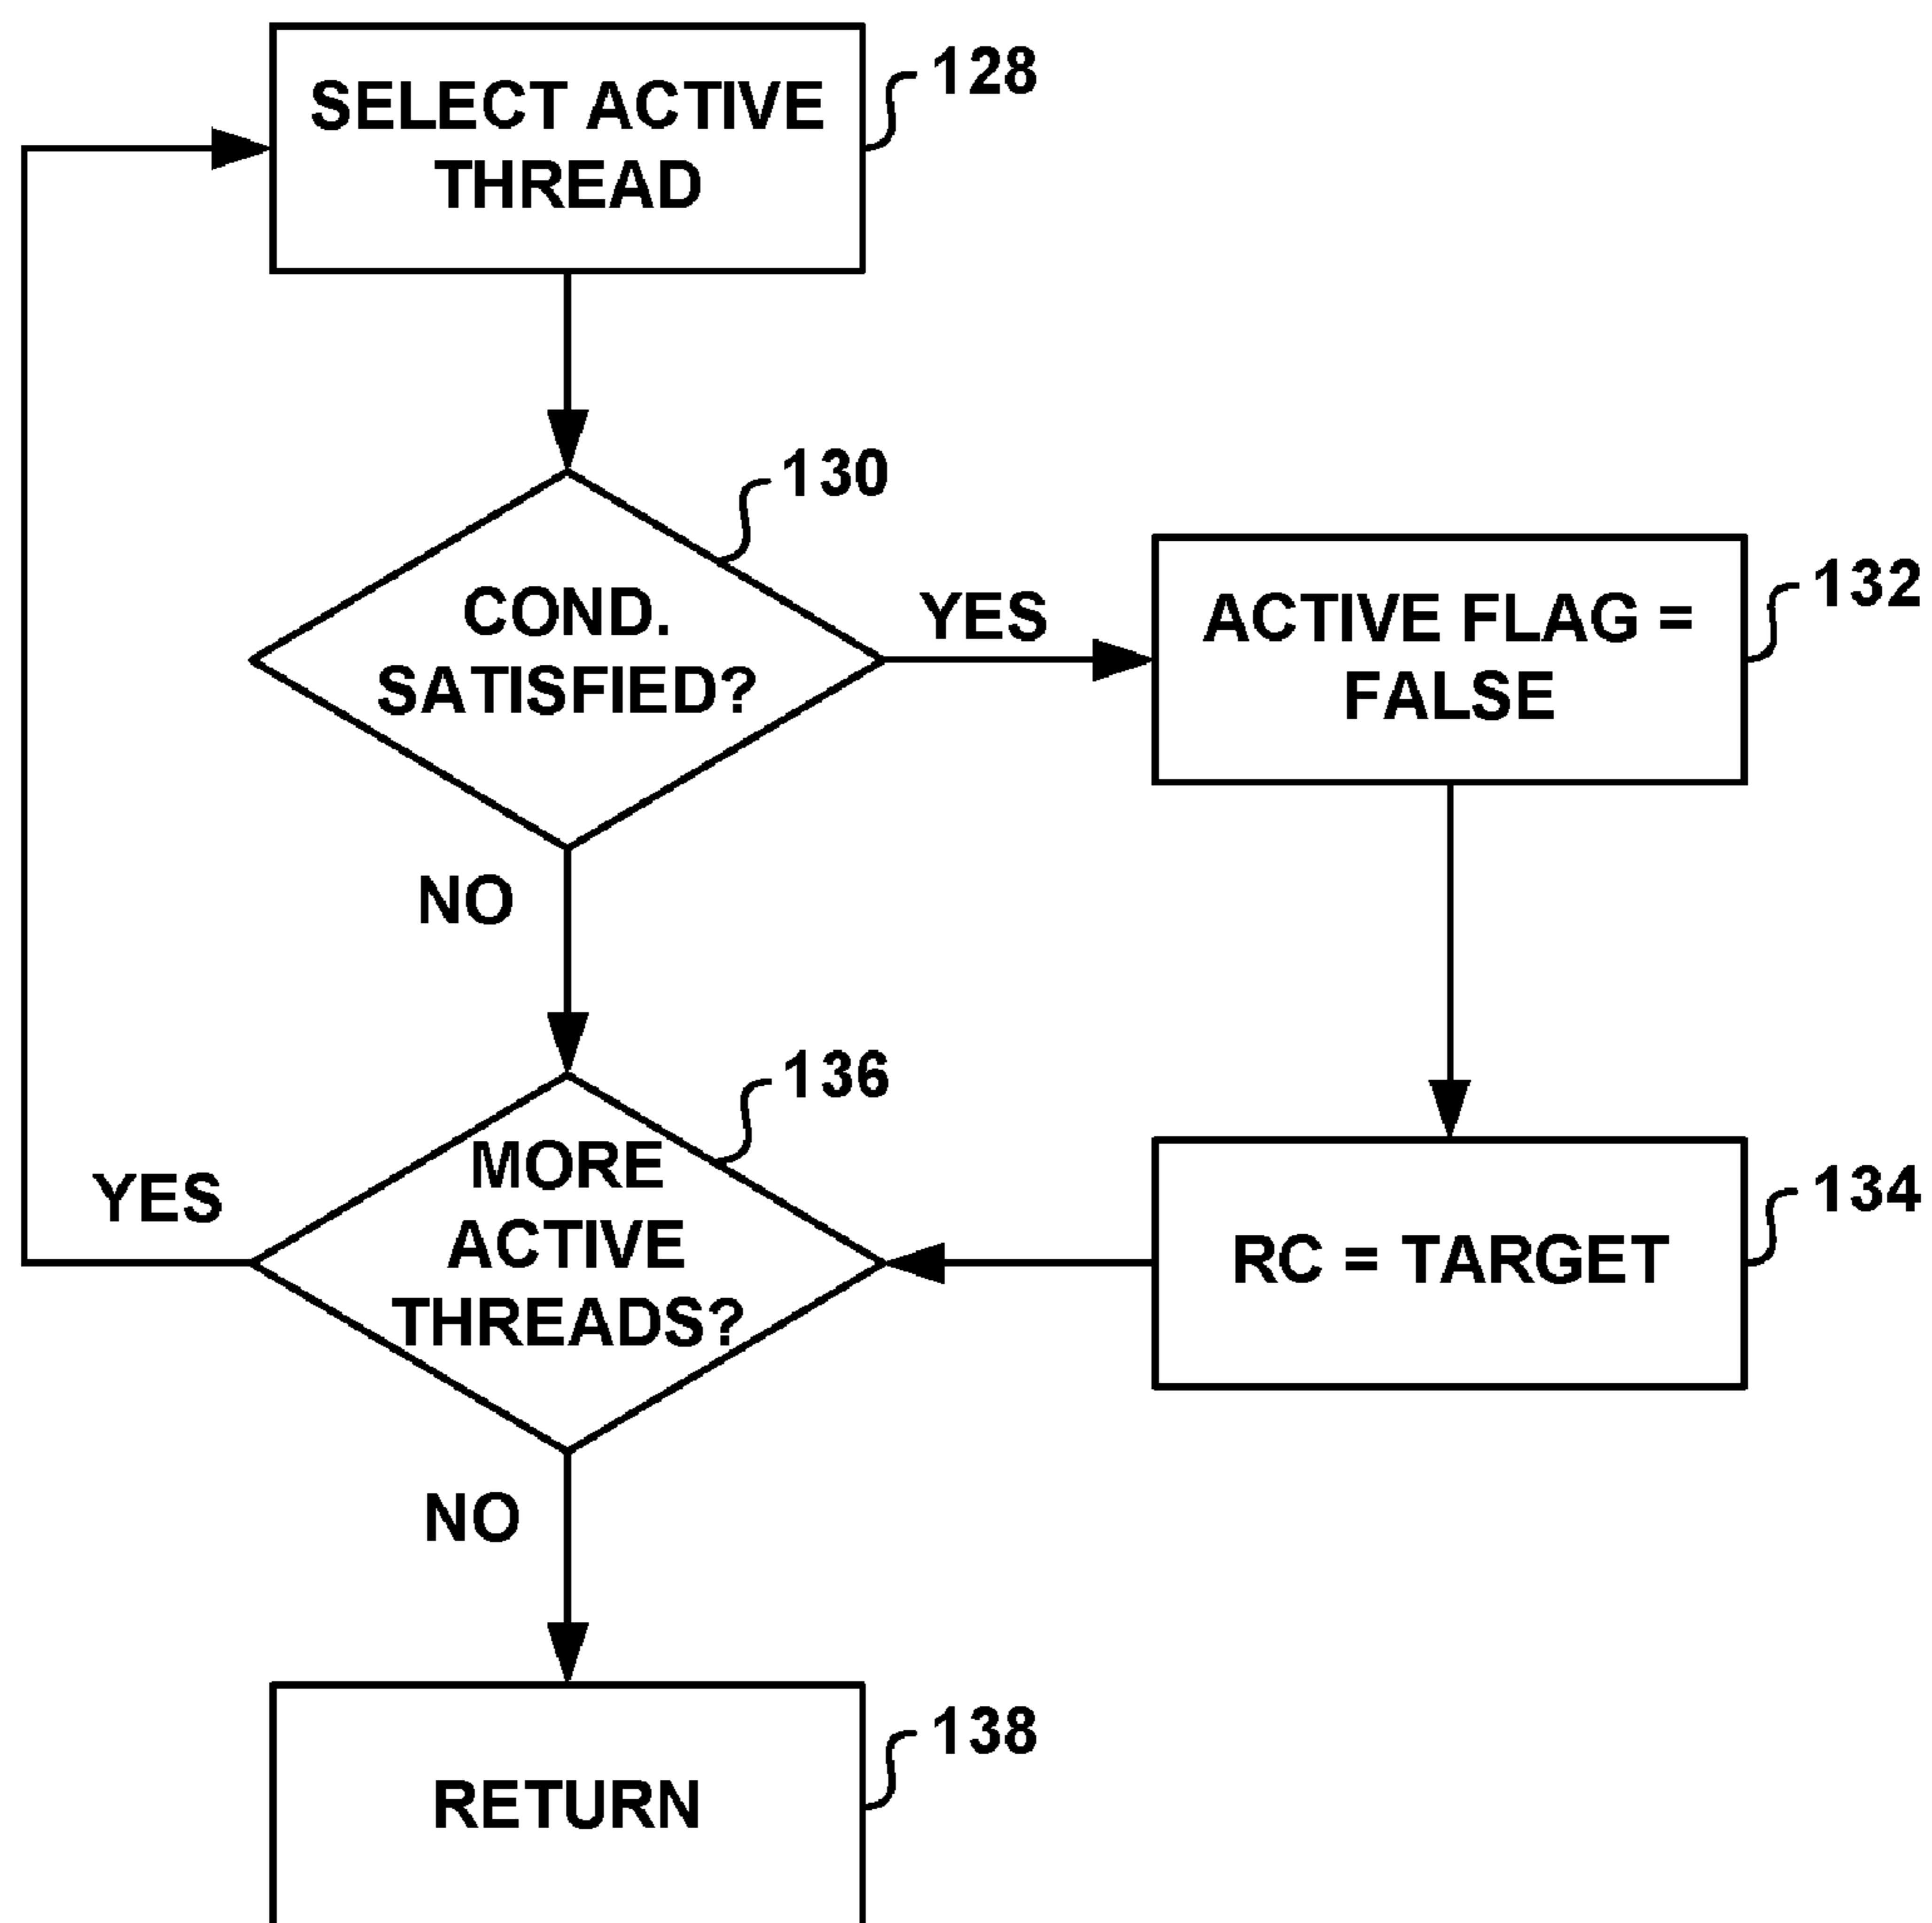 SELECT ACTIVE
THREAD
128
130
COND.
SATISFIED?
YES
ACTIVE FLAG =
FALSE
132
NO
136
MORE
ACTIVE
THREADS?
YES
RC = TARGET
134
NO
138
RETURN